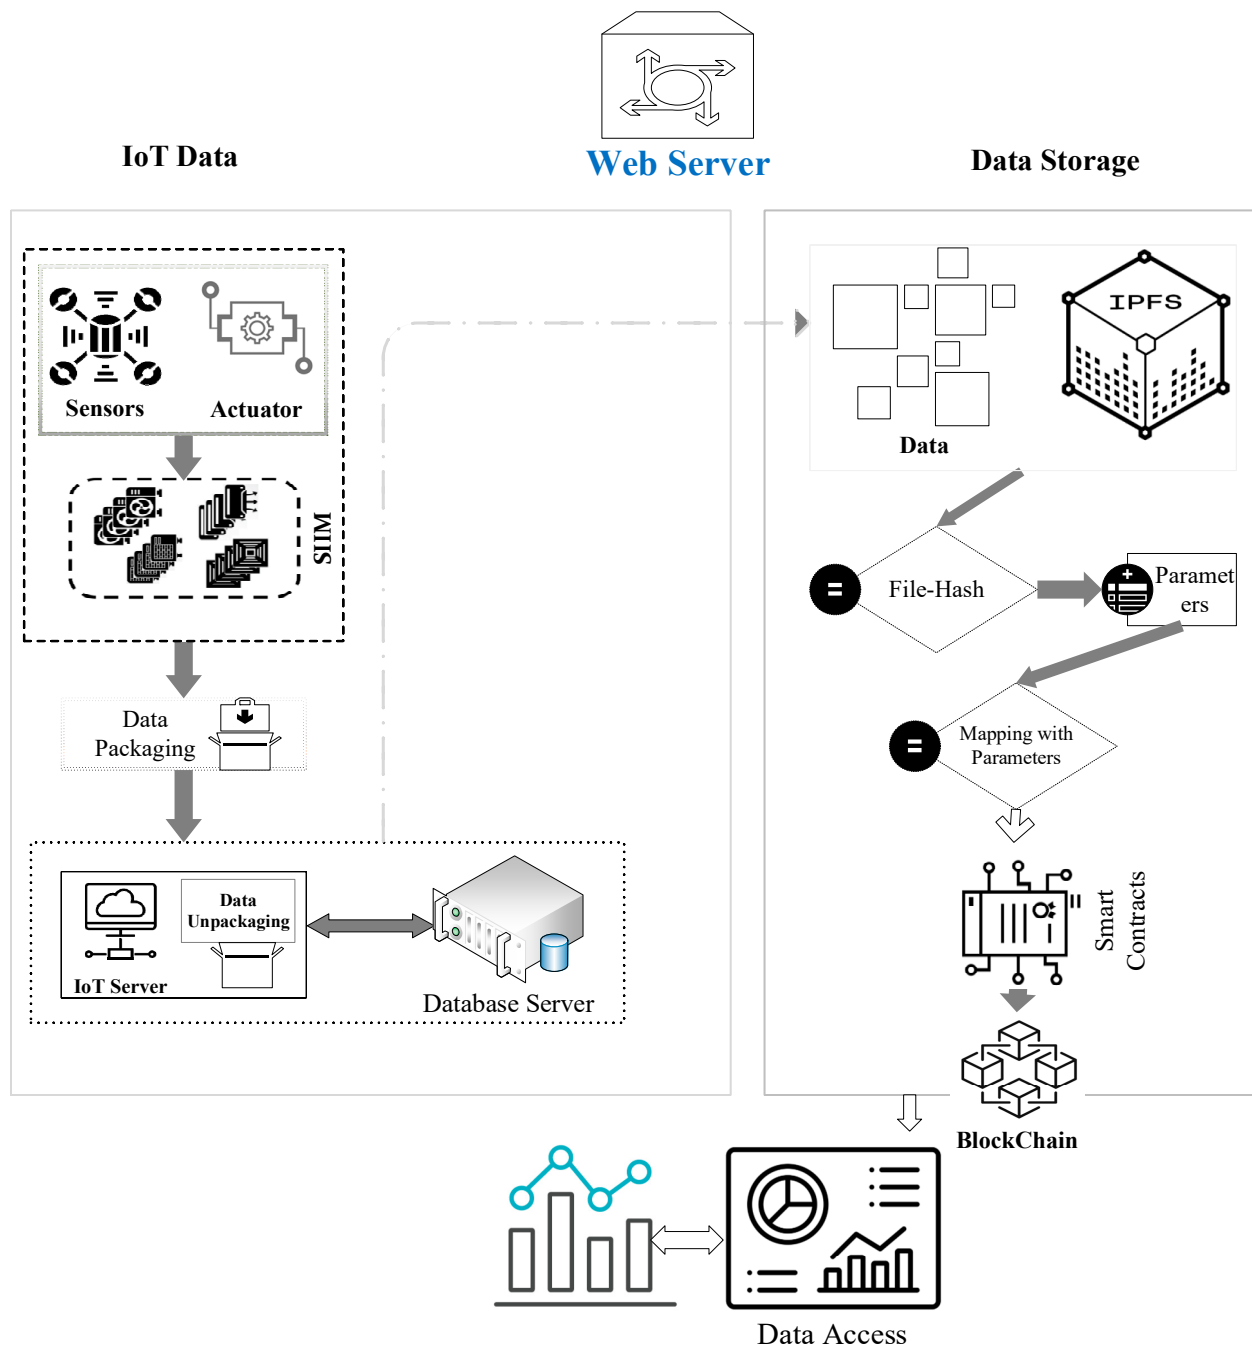 Web Server
IoT Data
Data Storage
Sensors
Actuator
SIIM
Data
Packaging
Data
Unpackaging
IoT Server
Database Server
IPFS
Data
File-Hash
Paramet
ers
Mapping with
Parameters
Smart
Contracts
BlockChain
Data Access